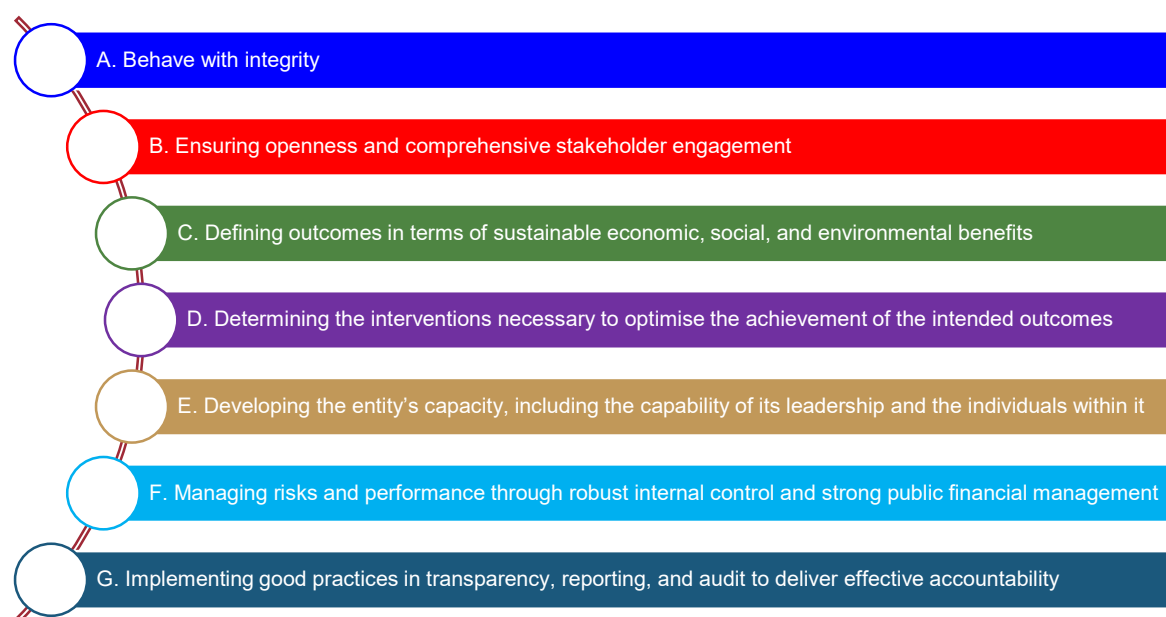 A. Behave with integrity
B. Ensuring openness and comprehensive stakeholder engagement
C. Defining outcomes in terms of sustainable economic, social, and environmental benefits
D. Determining the interventions necessary to optimise the achievement of the intended outcomes
E. Developing the entity’s capacity, including the capability of its leadership and the individuals within it
F. Managing risks and performance through robust internal control and strong public financial management
G. Implementing good practices in transparency, reporting, and audit to deliver effective accountability